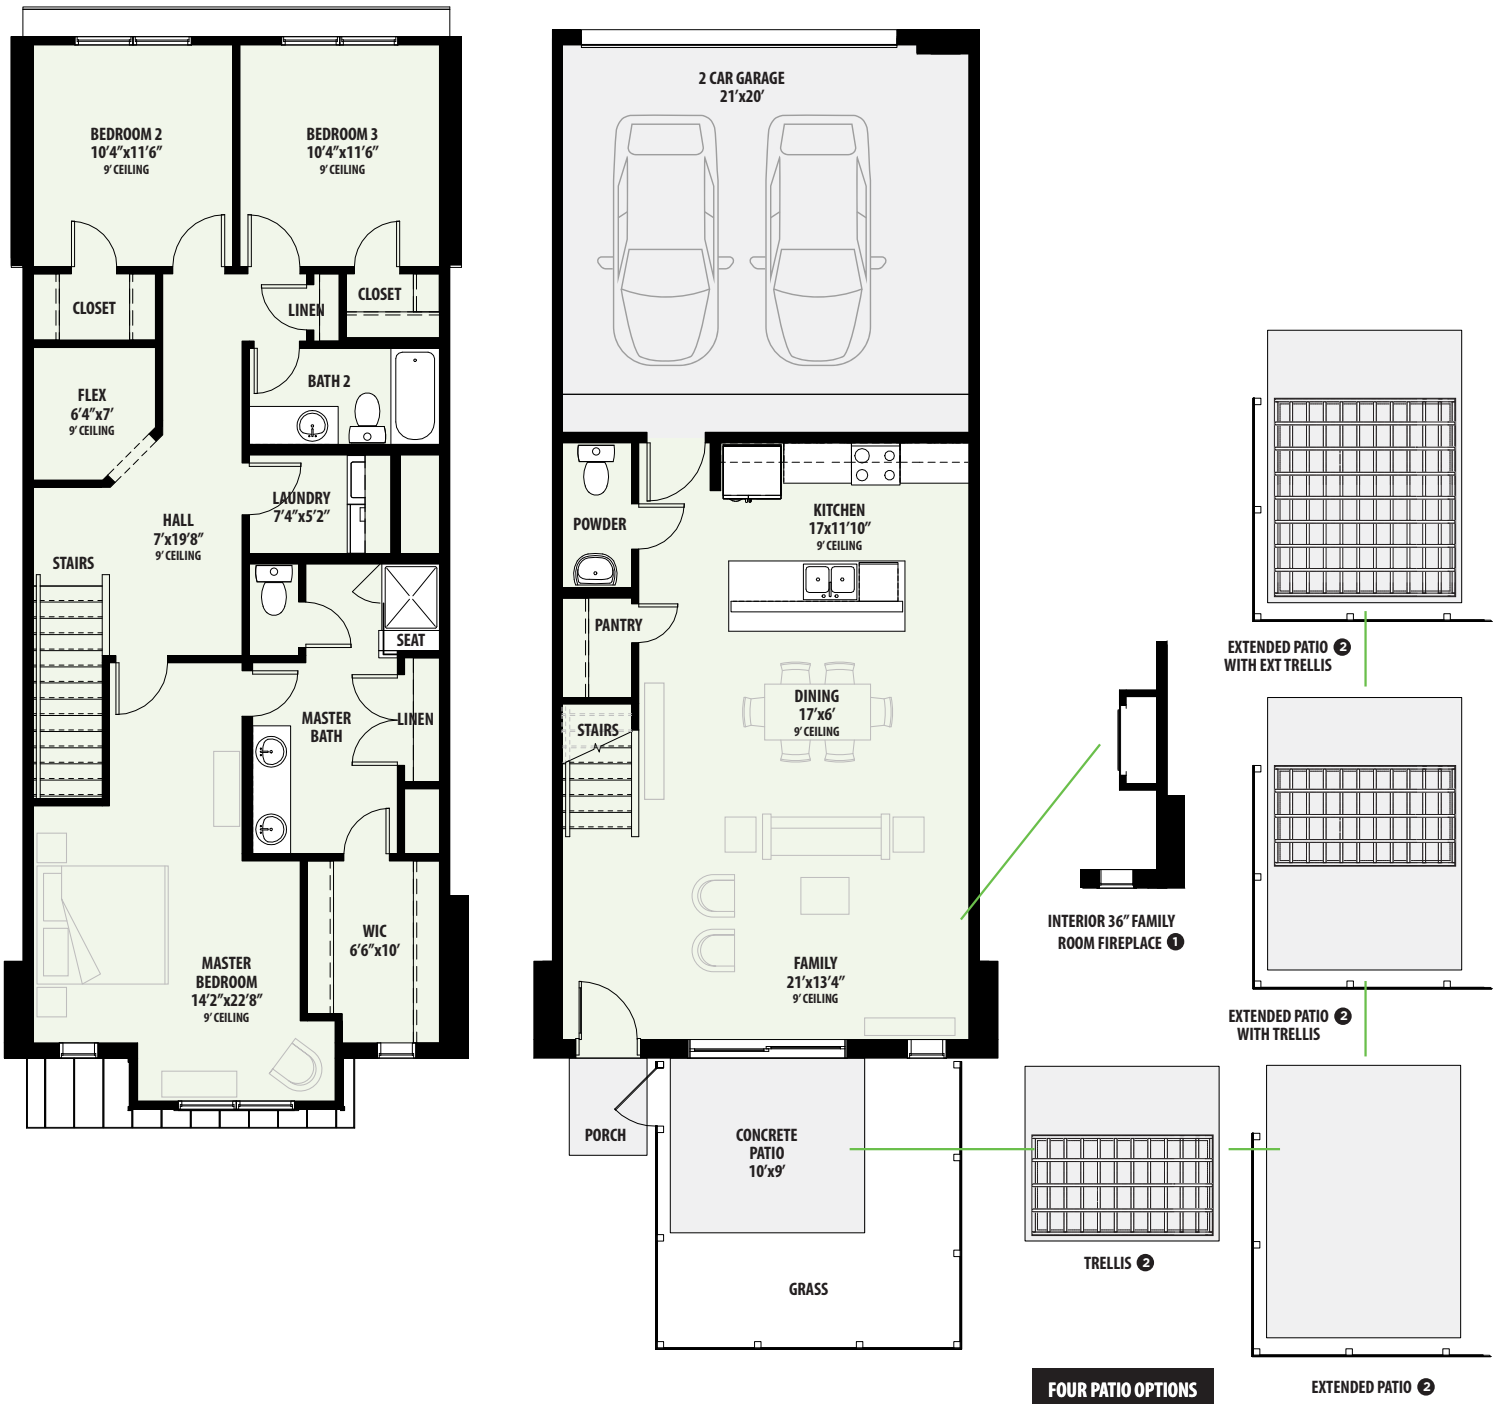 BEDROOM 2
10'4"x11'6"
9' CEILING
BEDROOM 3
10'4"x11'6"
9' CEILING
CLOSET
LINEN
CLOSET
FLEX
6'4"x7'
9' CEILING
BATH 2
LAUNDRY
7'4"x5'2"
HALL
7'x19'8"
9' CEILING
STAIRS
SEAT
MASTER
BATH
LINEN
WIC
6'6"x10'
MASTER
BEDROOM
14'2"x22'8"
9' CEILING
2 CAR GARAGE
21'x20'
POWDER
KITCHEN
17x11'10"
9' CEILING
PANTRY
DINING
17'x6'
9' CEILING
STAIRS
FAMILY
21'x13'4"
9' CEILING
PORCH
CONCRETE
PATIO
10'x9'
GRASS
INTERIOR 36" FAMILY
ROOM FIREPLACE 1
EXTENDED PATIO 2
WITH EXT TRELLIS
EXTENDED PATIO 2
WITH TRELLIS
TRELLIS 2
EXTENDED PATIO 2
FOUR PATIO OPTIONS